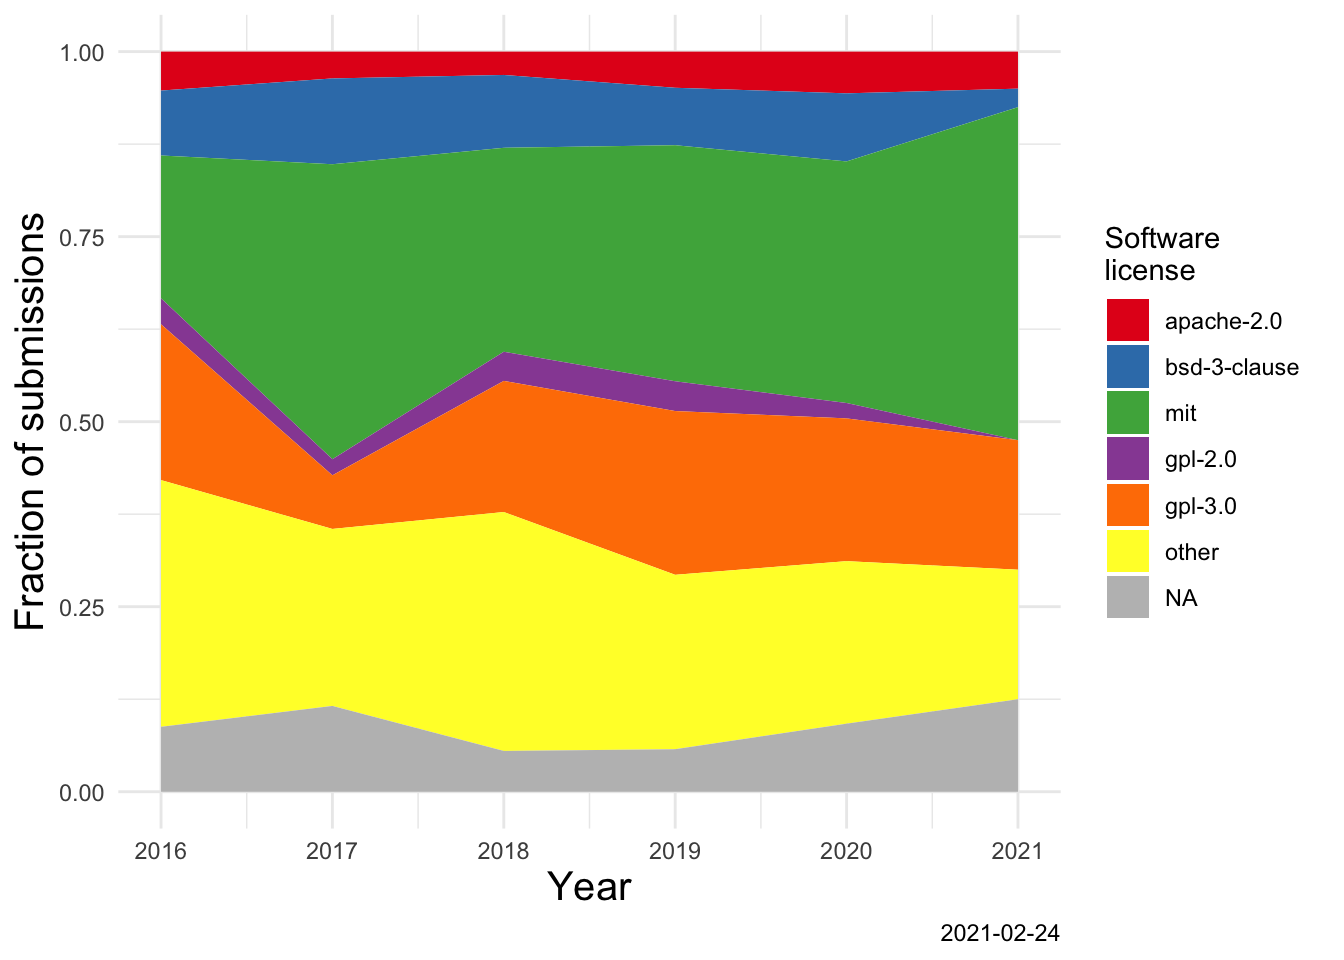 1.00
0.75
0.50
0.25
0.00
Fraction of submissions
2016 2017 2018 2019 2020 2021
Year
2021-02-24
Software
license
apache-2.0
bsd-3-clause
mit
gpl-2.0
gpl-3.0
other
NA